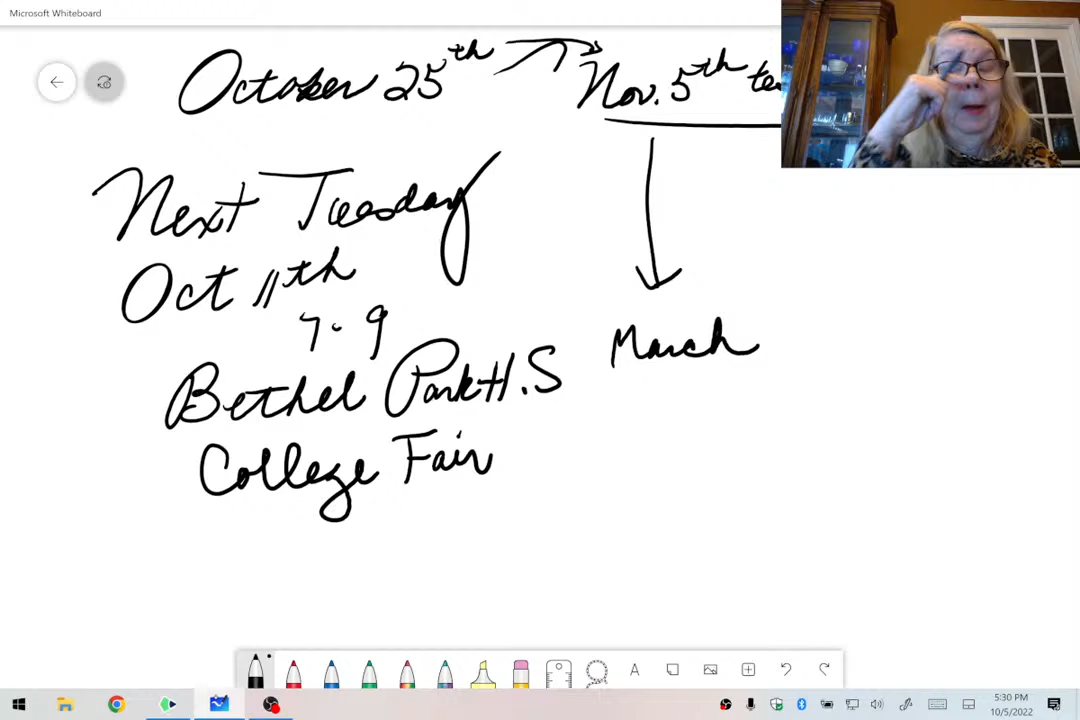 Microsoft Whiteboard
October 25th
Nov. 5th
Next Tuesday
Oct 11th
7-9
Bethel Park H.S
March
College Fair
A
5:30 PM
10/5/2022